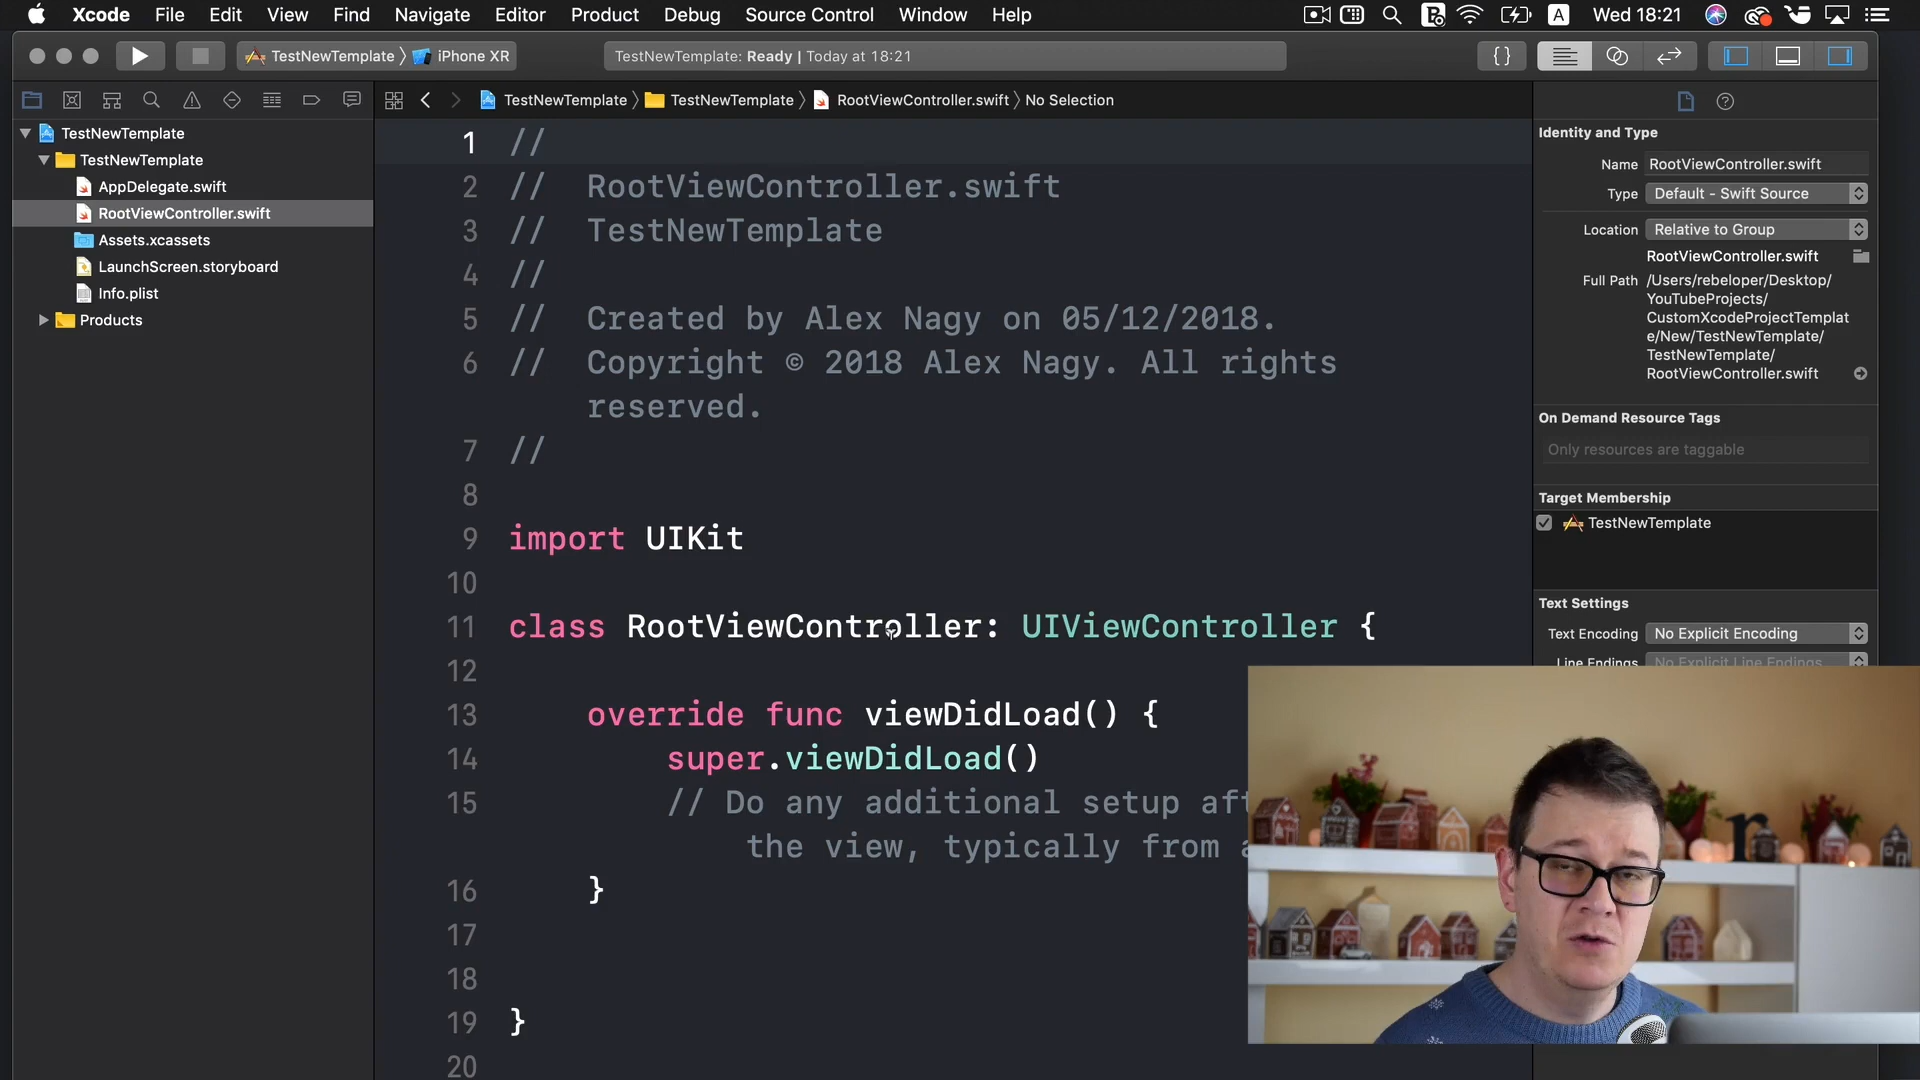 Xcode File Edit View Find Navigate Editor Product Debug Source Control Window Help A Wed 18:21
TestNewTemplate iPhone XR TestNewTemplate: Ready | Today at 18:21 {}
TestNewTemplate TestNewTemplate RootViewController.swift No Selection
TestNewTemplate
TestNewTemplate
AppDelegate.swift
RootViewController.swift
Assets.xcassets
LaunchScreen.storyboard
Info.plist
Products
1 //
2 // RootViewController.swift
3 // TestNewTemplate
4 //
5 // Created by Alex Nagy on 05/12/2018.
6 // Copyright © 2018 Alex Nagy. All rights
reserved.
7 //
8
9 import UIKit
10
11 class RootViewController: UIViewController {
12
13 override func viewDidLoad() {
14 super.viewDidLoad()
15 // Do any additional setup
the view, typically from
16 }
17
18
19 }
20
Identity and Type
Name RootViewController.swift
Type Default - Swift Source
Location Relative to Group
RootViewController.swift
Full Path /Users/rebeloper/Desktop/
YouTubeProjects/
CustomXcodeProjectTemplat
e/New/TestNewTemplate/
TestNewTemplate/
RootViewController.swift
On Demand Resource Tags
Only resources are taggable
Target Membership
TestNewTemplate
Text Settings
Text Encoding No Explicit Encoding
Line Endings No Explicit Line Endings